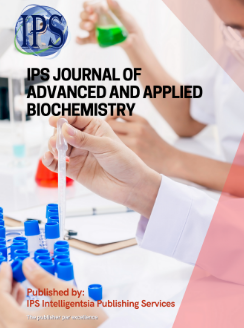 IPS
IPS JOURNAL OF
ADVANCED AND APPLIED
BIOCHEMISTRY
Published by:
IPS Intelligentsia Publishing Services